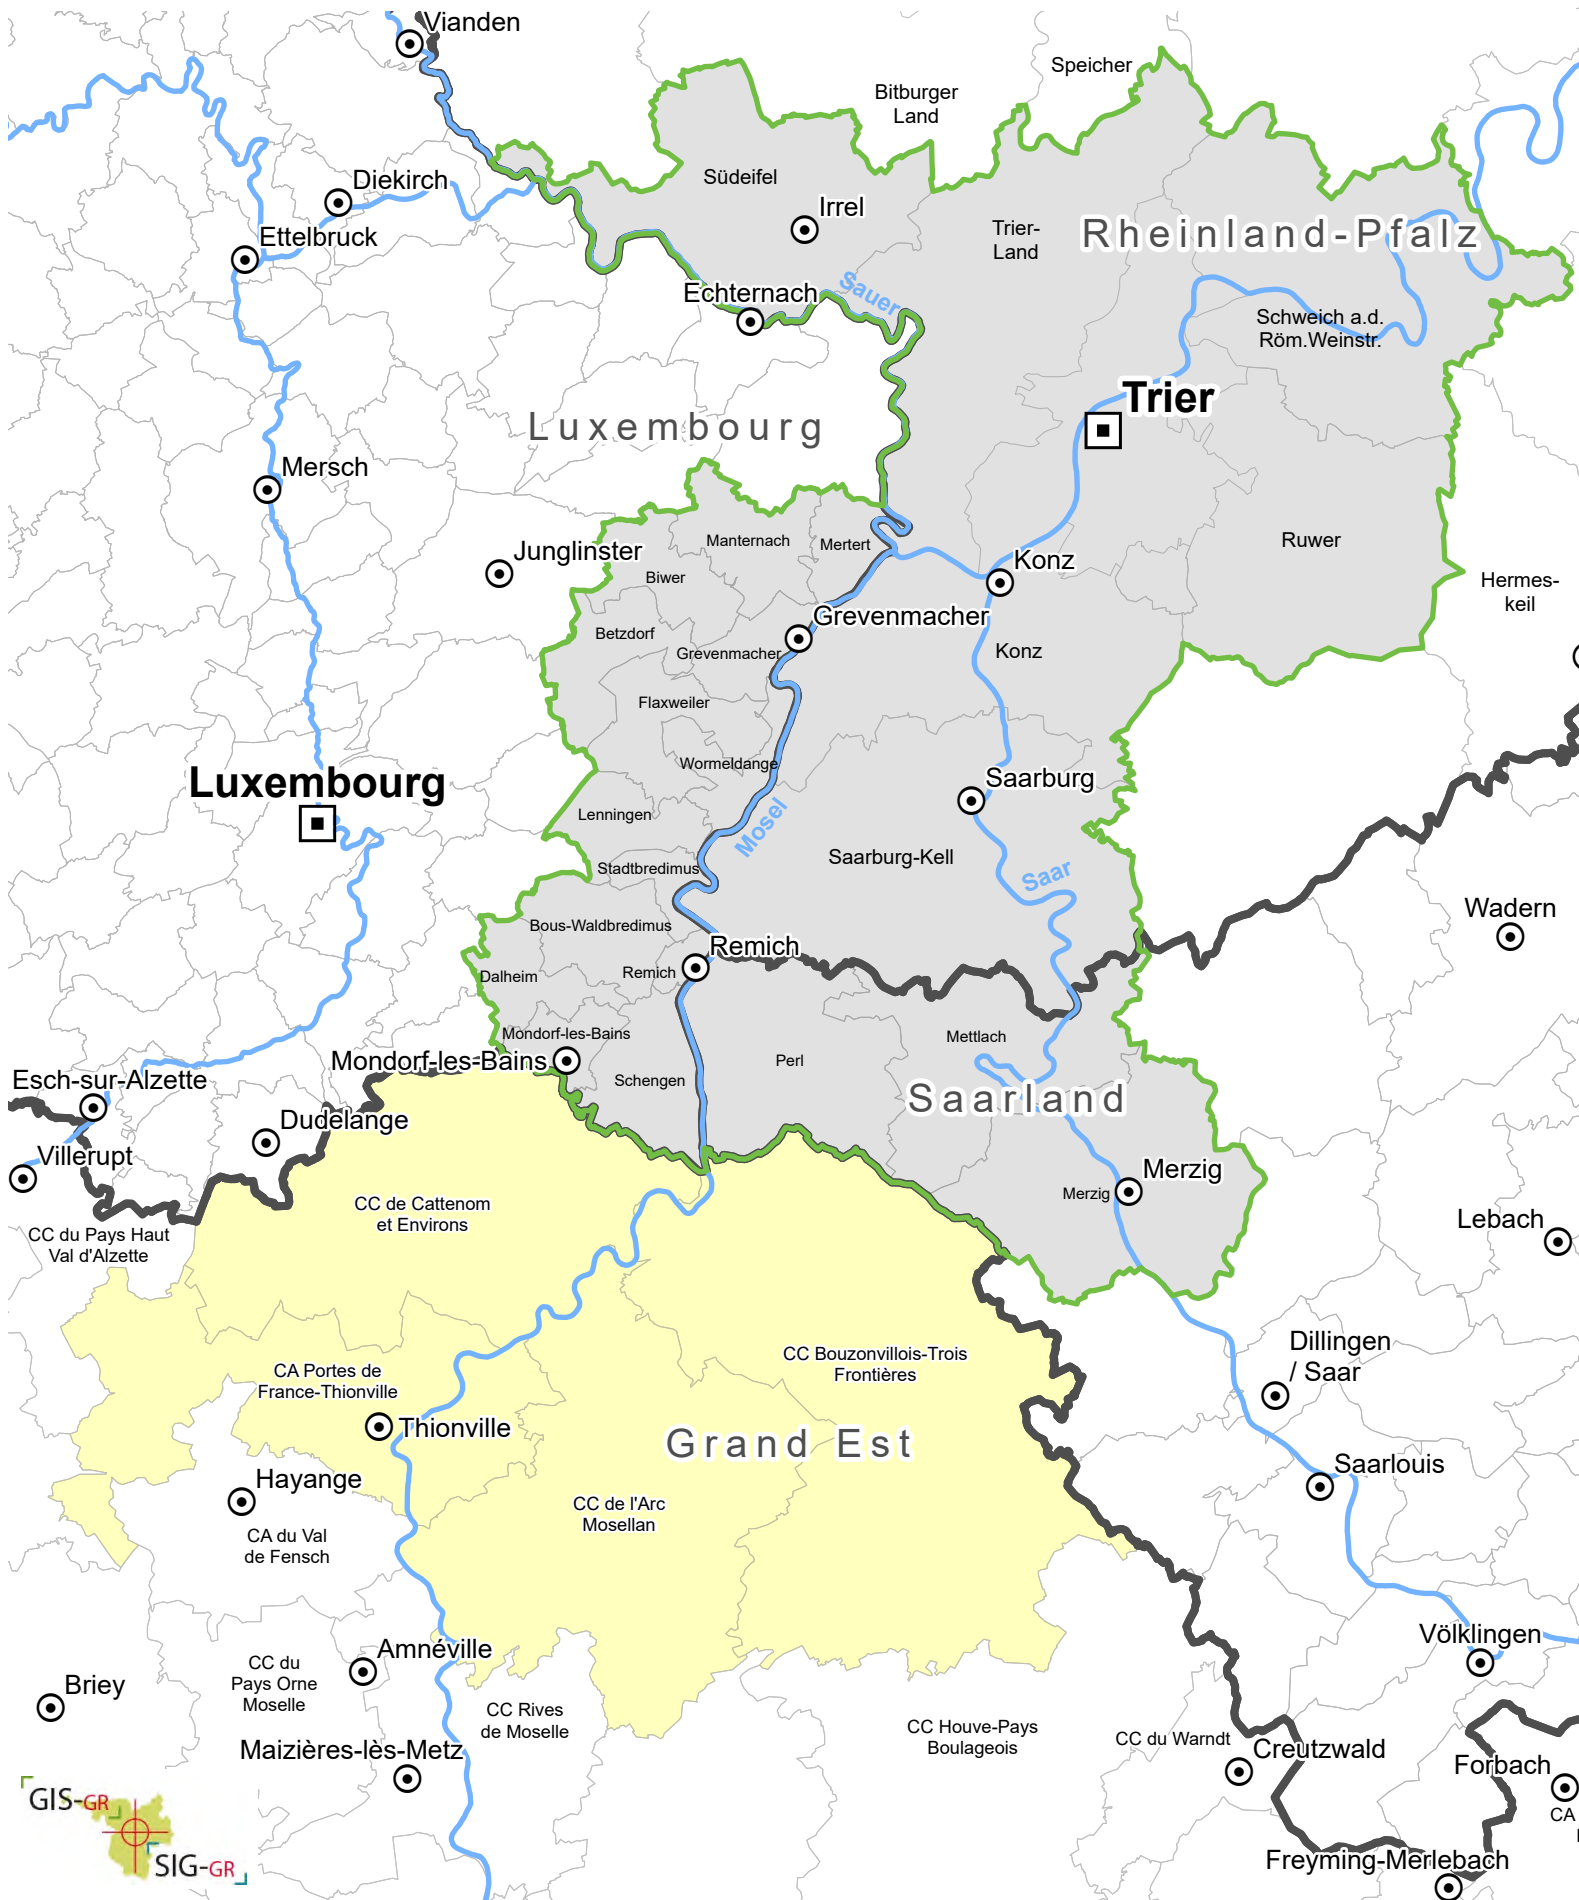 Vianden
Speicher
Bitburger
Land
Diekirch
Südeifel
Irrel
Ettelbruck
Trier-
Land
Rheinland-Pfalz
Echternach
Sauer
Schweich a.d.
Röm.Weinstr.
Trier
Luxembourg
Mersch
Junglinster
Manternach
Mertert
Biwer
Konz
Ruwer
Hermes-
keil
Grevenmacher
Betzdorf
Grevenmacher
Konz
Flaxweiler
Luxembourg
Wormeldange
Saarburg
Lenningen
Mosel
Saarburg-Kell
Stadtbredimus
Saar
Wadern
Bous-Waldbredimus
Remich
Dalheim
Remich
Mondorf-les-Bains
Mettlach
Mondorf-les-Bains
Perl
Esch-sur-Alzette
Schengen
Saarland
Dudelange
Villerupt
Merzig
Merzig
CC de Cattenom
et Environs
CC du Pays Haut
Val d'Alzette
Lebach
CA Portes de
France-Thionville
CC Bouzonvillois-Trois
Frontières
Dillingen
/ Saar
Thionville
Grand Est
Hayange
Saarlouis
CC de l'Arc
Mosellan
CA du Val
de Fensch
Amnéville
Völklingen
CC du
Pays Orne
Moselle
Briey
CC Rives
de Moselle
CC Houve-Pays
Boulageois
CC du Warndt
Maizières-lès-Metz
Creutzwald
Forbach
CA
GIS-GR
SIG-GR
Freyming-Merlebach